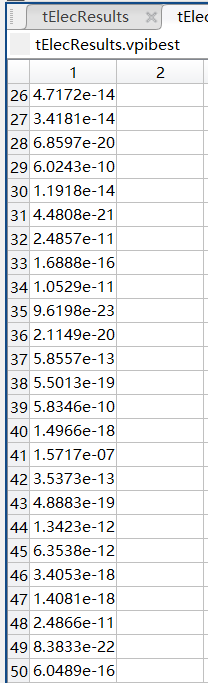 tElecResults tEle
tElecResults.vpibest
1 2
26 4.7172e-14
27 3.4181e-14
28 6.8597e-20
29 6.0243e-10
30 1.1918e-14
31 4.4808e-21
32 2.4857e-11
33 1.6888e-16
34 1.0529e-11
35 9.6198e-23
36 2.1149e-20
37 5.8557e-13
38 5.5013e-19
39 5.8346e-10
40 1.4966e-18
41 1.5717e-07
42 3.5373e-13
43 4.8883e-19
44 1.3423e-12
45 6.3538e-12
46 3.4053e-18
47 1.4081e-18
48 2.4866e-11
49 8.3833e-22
50 6.0489e-16